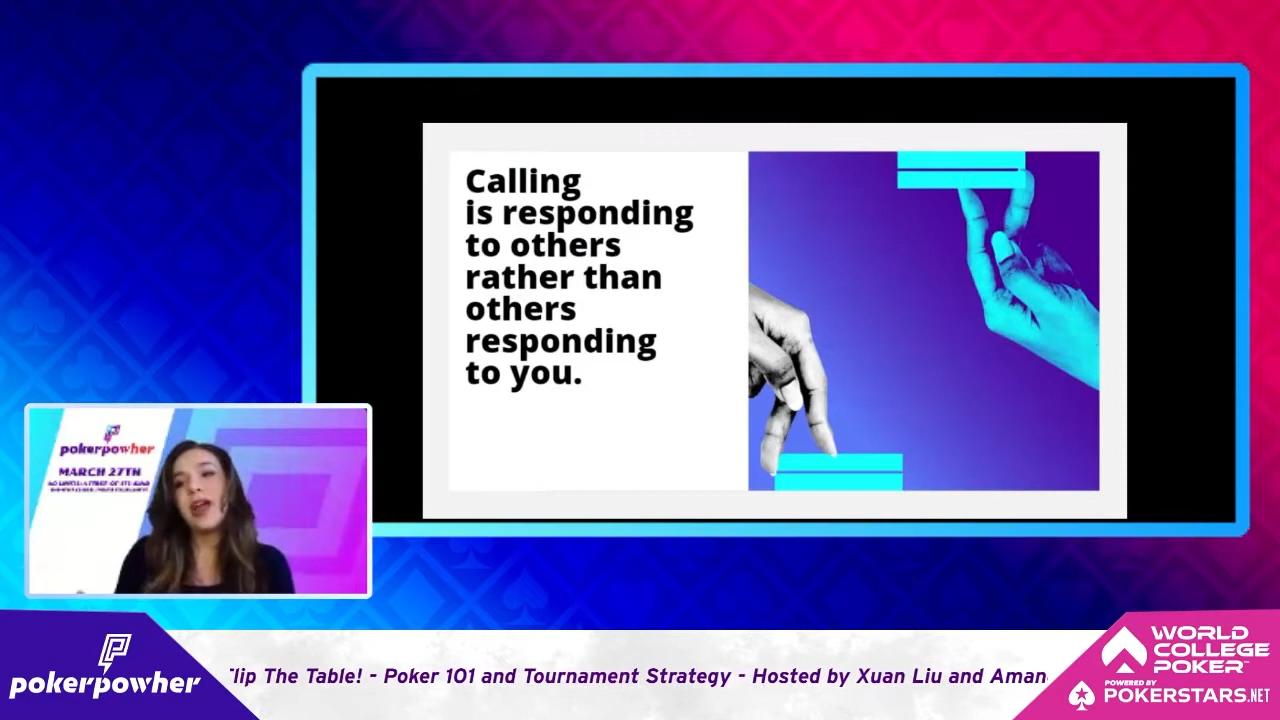 Calling
is responding
to others
rather than
others
responding
to you.
pokerpowher
MARCH 27TH
pokerpowher
lip The Table! - Poker 101 and Tournament Strategy - Hosted by Xuan Liu and Aman
WORLD
COLLEGE
POKER™
POWERED BY
POKERSTARS.NET